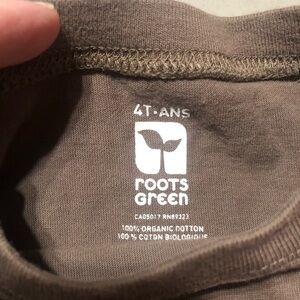 4T•ANS
roots
Green
CA05017 RN89323
100% ORGANIC COTTON
100 % COTON BIOLOGIQUE